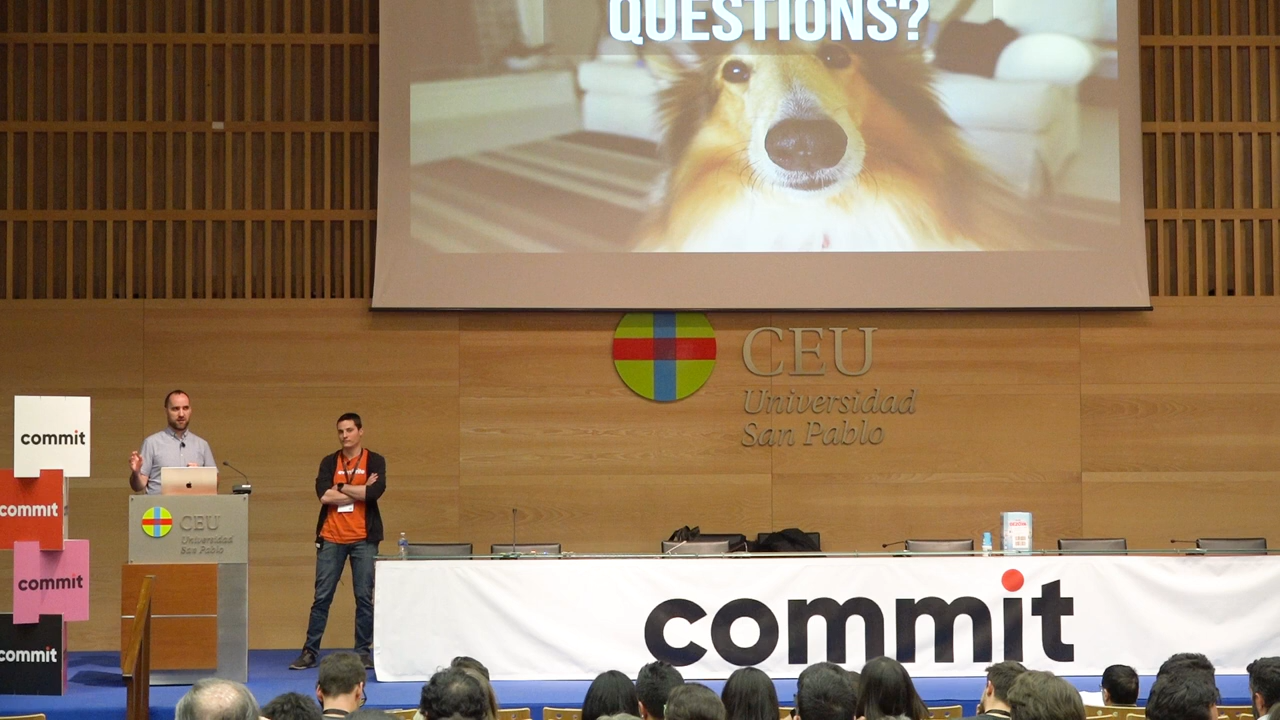 QUESTIONS?
CEU
Universidad
San Pablo
commit
commit
commit
commit
CEU
Universidad
San Pablo
commit